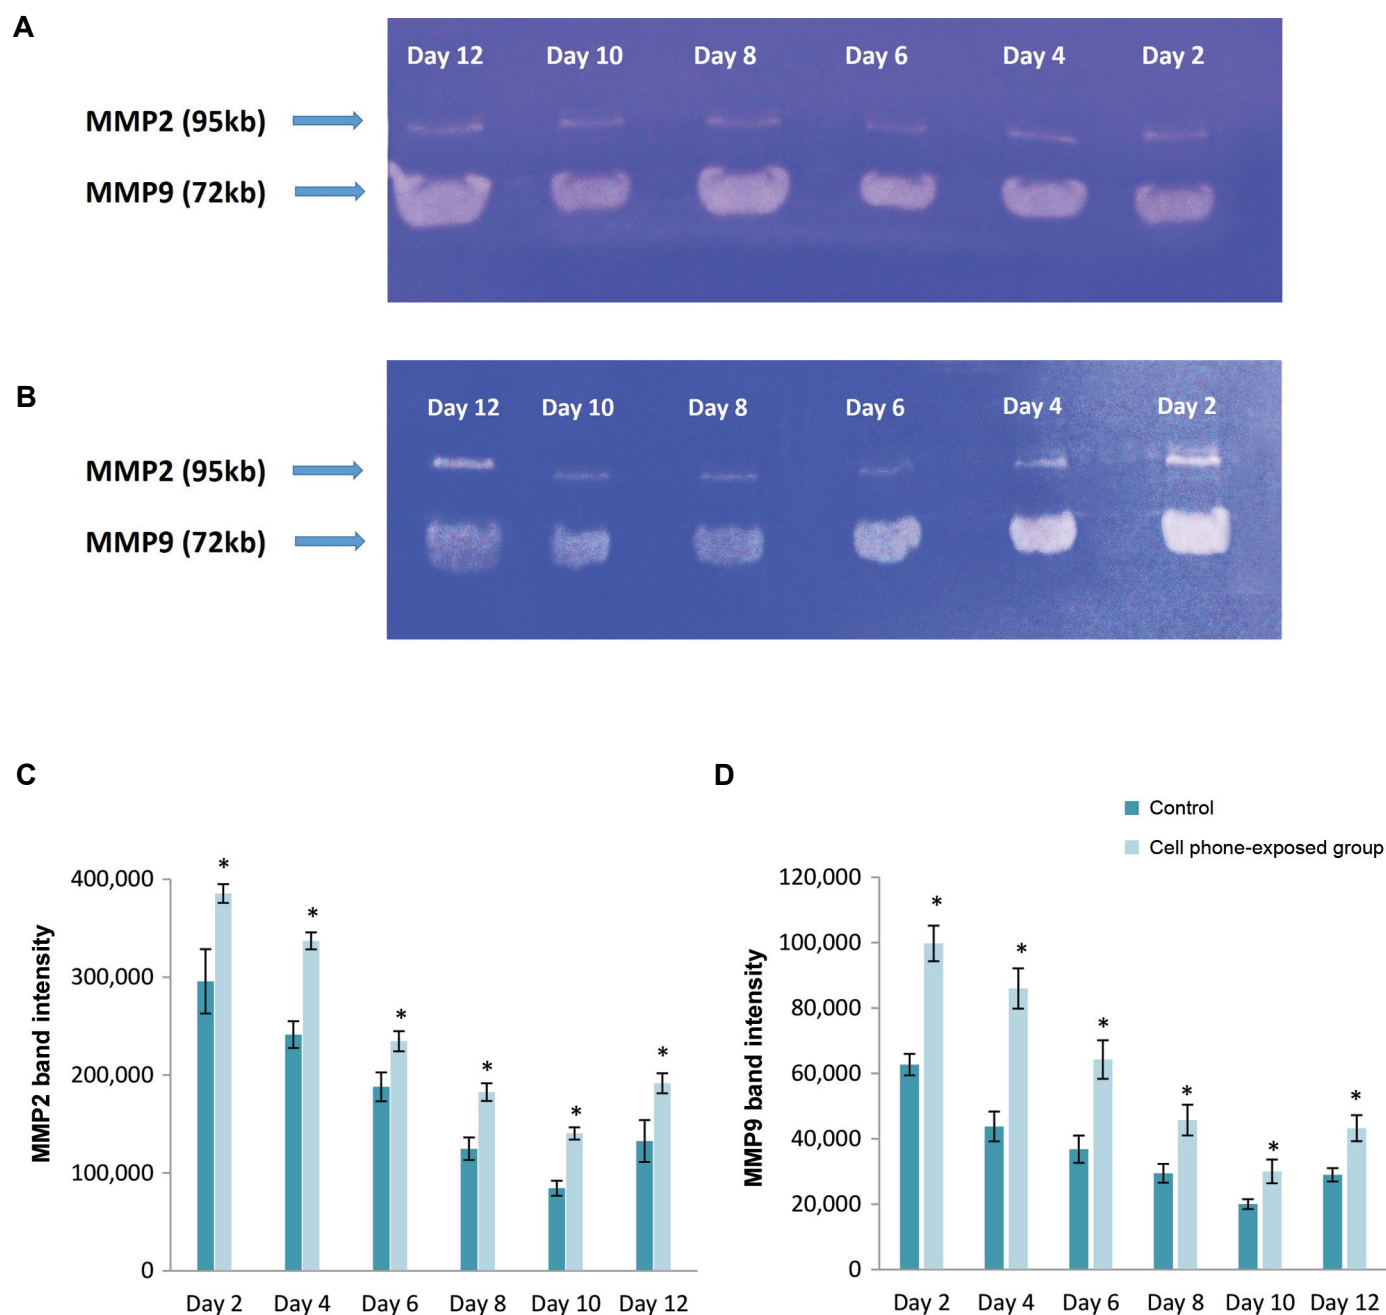 A
Day 12 Day 10 Day 8 Day 6 Day 4 Day 2
MMP2 (95kb)
MMP9 (72kb)
B
Day 12 Day 10 Day 8 Day 6 Day 4 Day 2
MMP2 (95kb)
MMP9 (72kb)
C
MMP2 band intensity
400,000
300,000
200,000
100,000
0
* * * * * *
Day 2 Day 4 Day 6 Day 8 Day 10 Day 12
D
Control
Cell phone-exposed group
MMP9 band intensity
120,000
100,000
80,000
60,000
40,000
20,000
0
* * * * * *
Day 2 Day 4 Day 6 Day 8 Day 10 Day 12